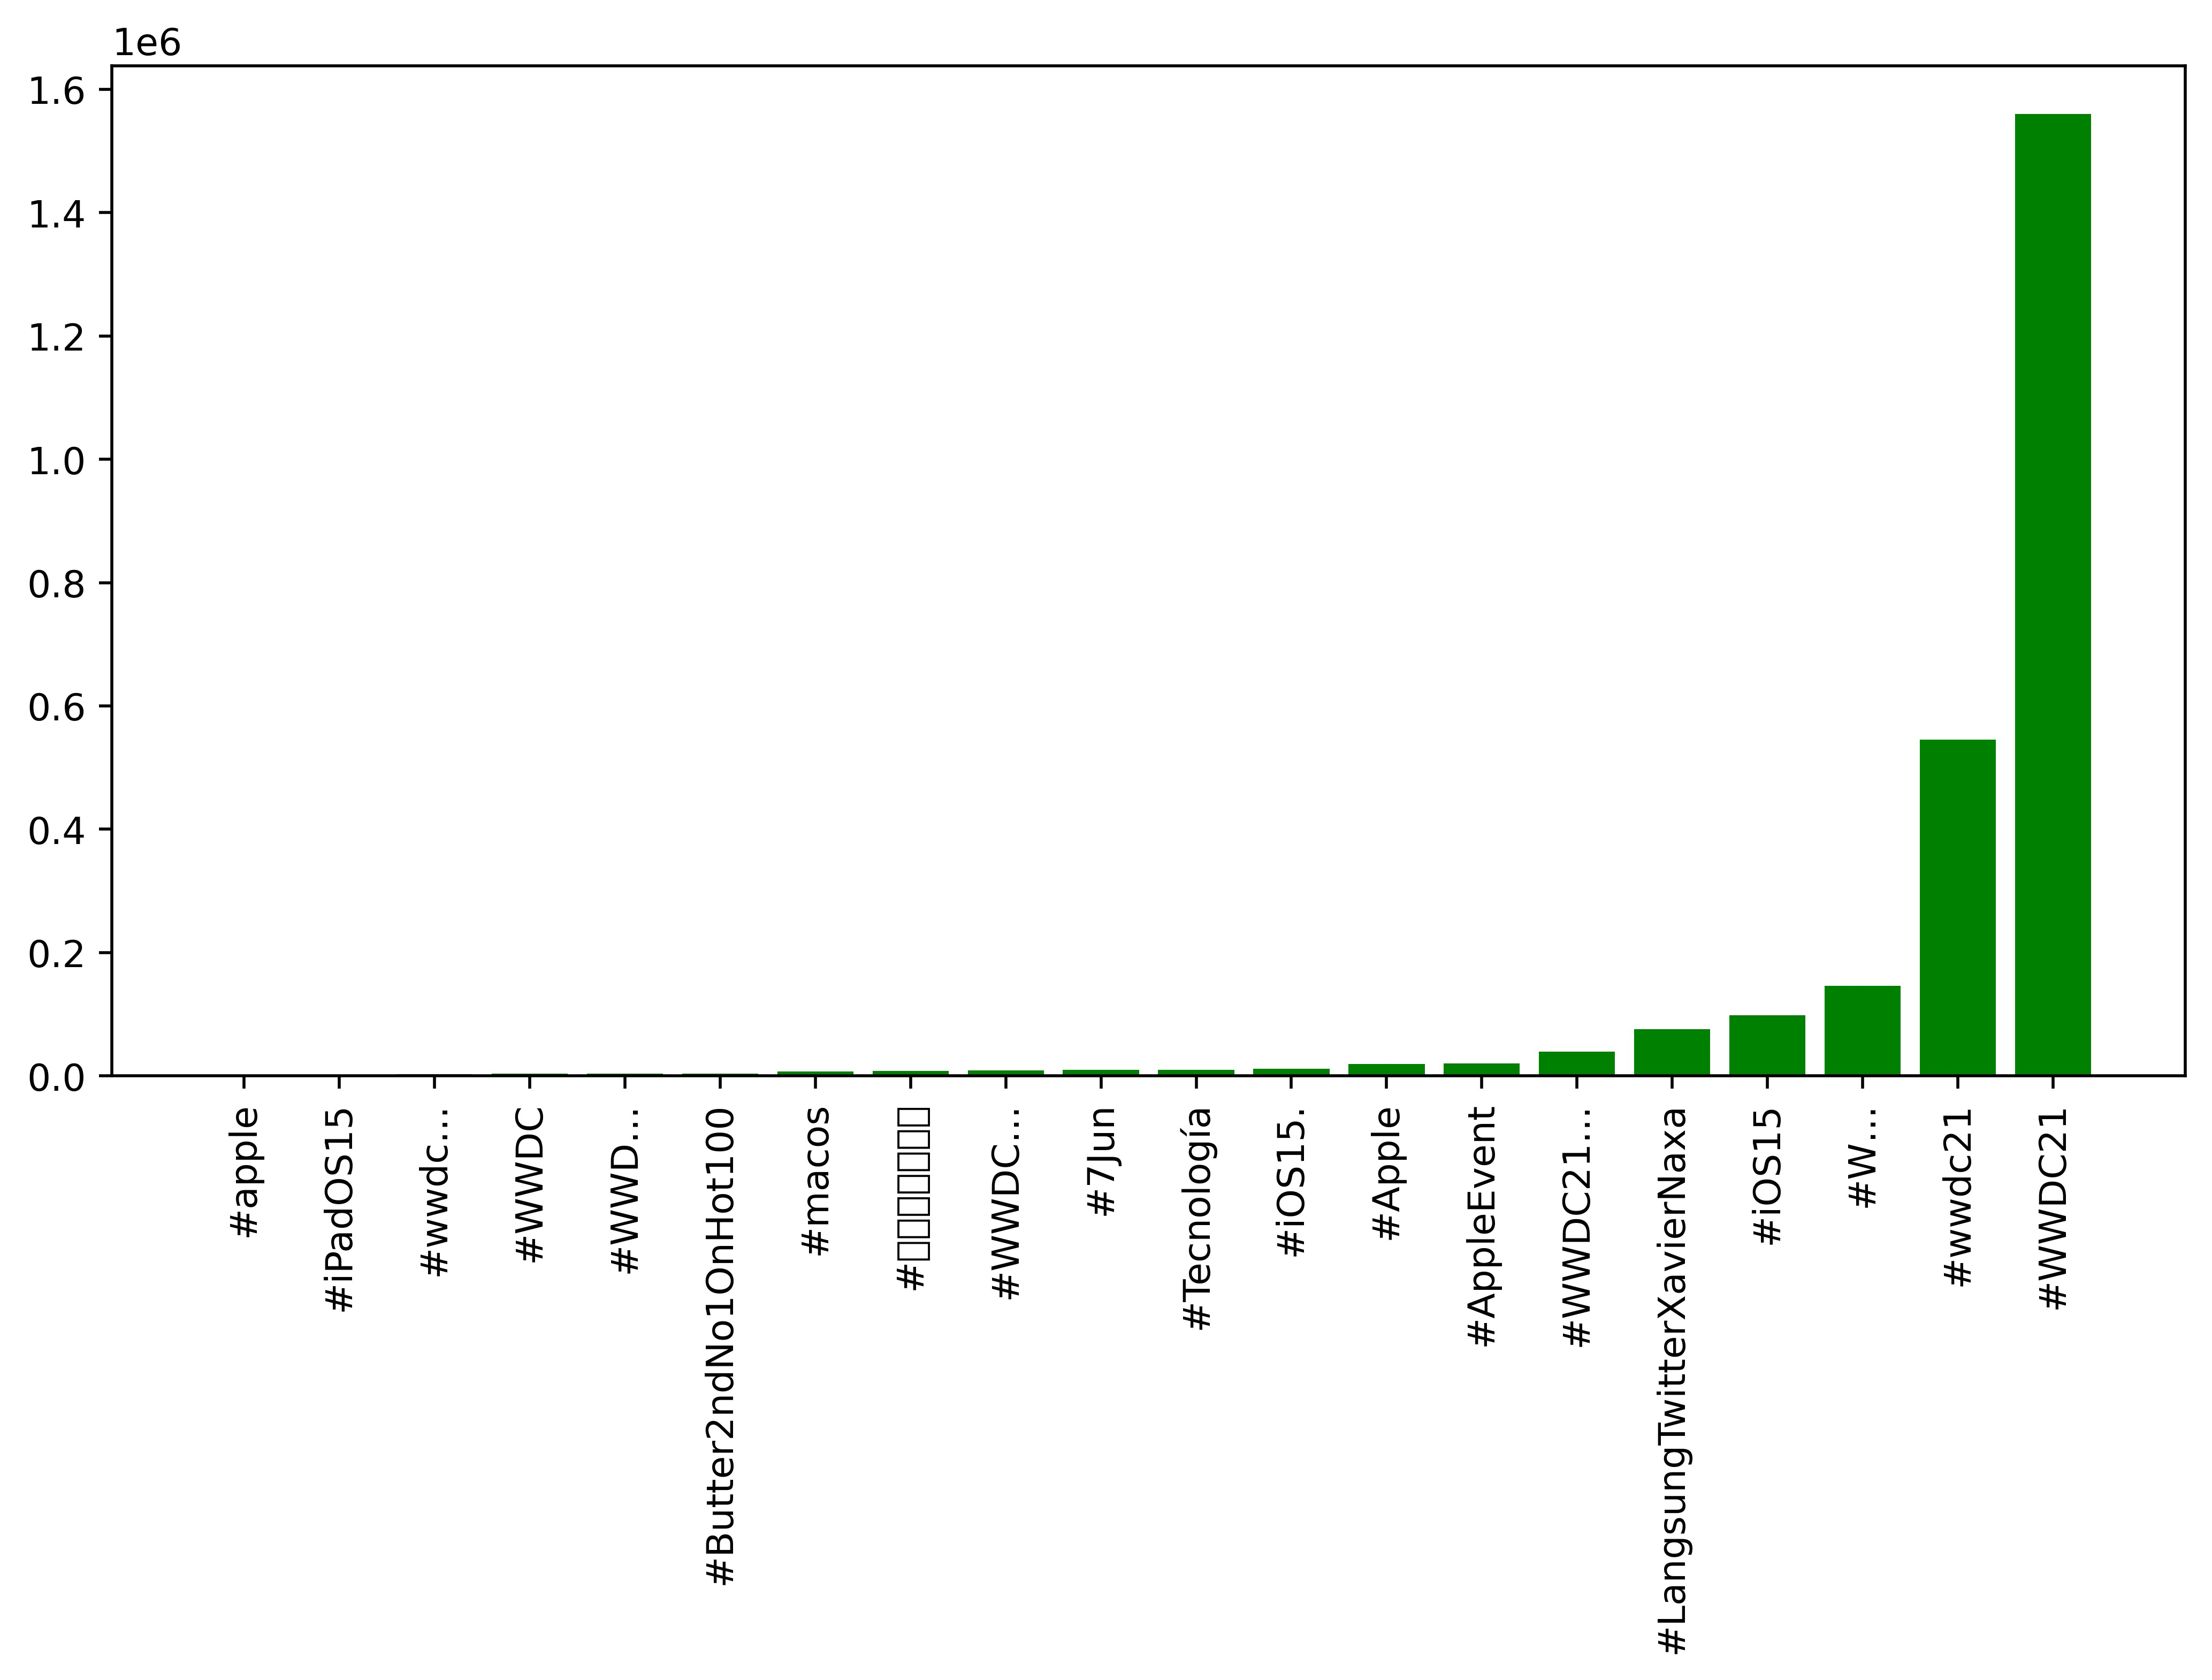 1e6
1.6
1.4
1.2
1.0
0.8
0.6
0.4
0.2
0.0
#apple
#iPadOS15
#wwdc…
#WWDC
#WWD…
#Butter2ndNo1OnHot100
#macos
#
#WWDC…
#7Jun
#Tecnología
#iOS15.
#Apple
#AppleEvent
#WWDC21…
#LangsungTwitterXavierNaxa
#iOS15
#W…
#wwdc21
#WWDC21